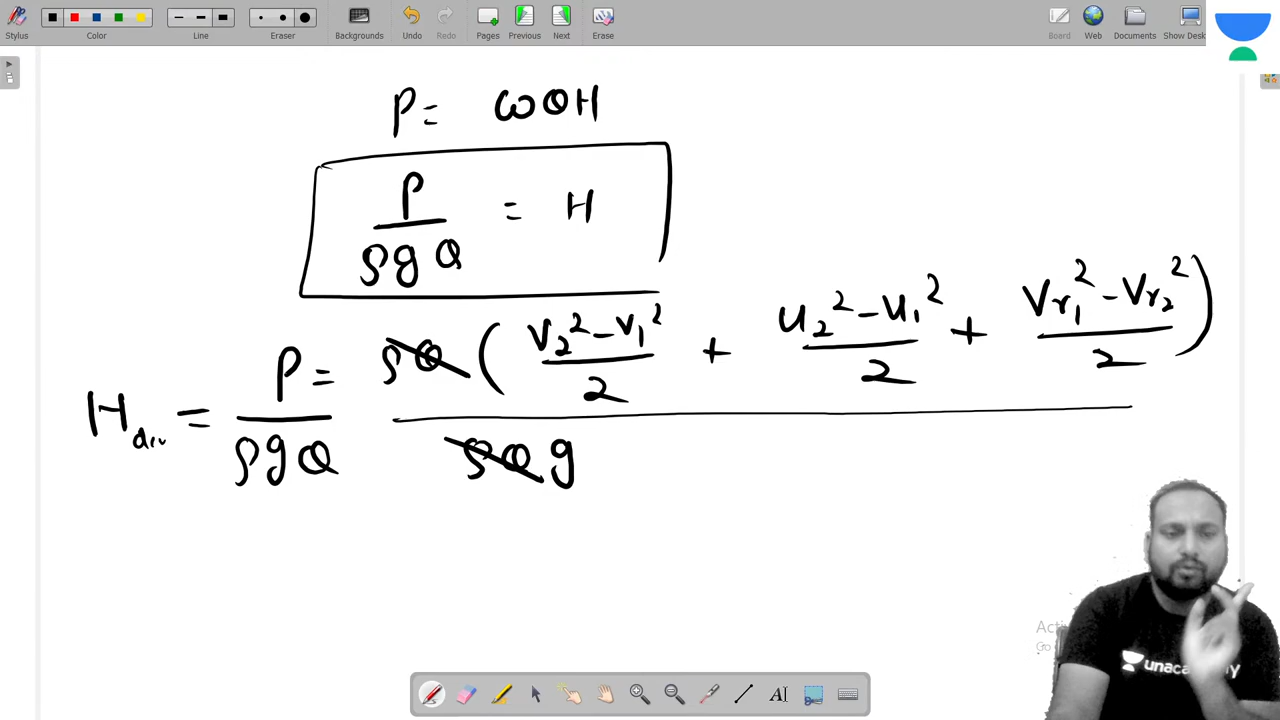 Stylus Color Line Eraser Backgrounds Undo Redo Pages Previous Next Erase Board Web Documents Show Desk
P = ωQH
P/ρgQ = H
H = P/ρgQ = ρQ ( (V₂² - V₁²)/2 + (u₂² - u₁²)/2 + (Vr₁² - Vr₂²)/2 ) / ρQg
unacademy